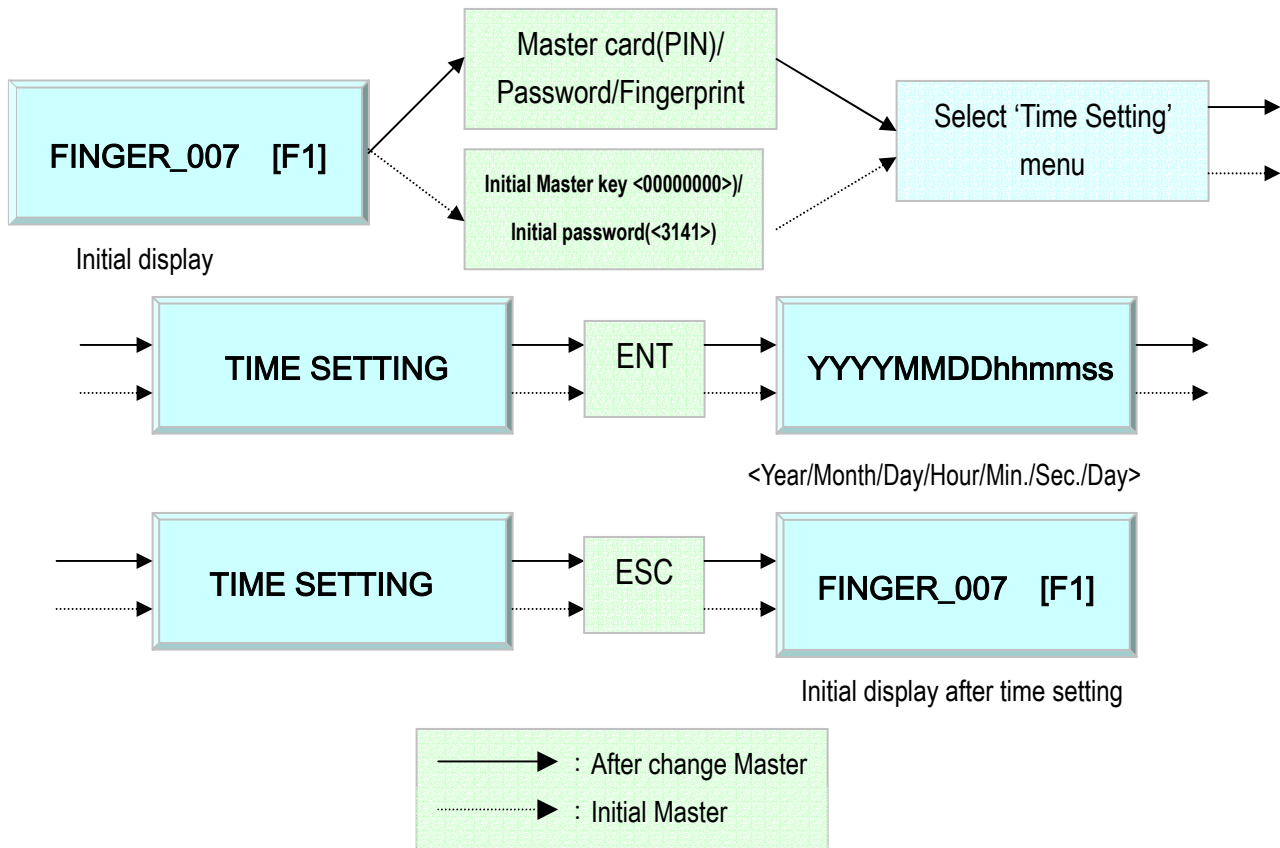 Master card(PIN)/
Password/Fingerprint
FINGER_007 [F1]
Initial Master key <00000000>)/
Initial password(<3141>)
Select ‘Time Setting’
menu
Initial display
TIME SETTING
ENT
YYYYMMDDhhmmss
<Year/Month/Day/Hour/Min./Sec./Day>
TIME SETTING
ESC
FINGER_007 [F1]
Initial display after time setting
: After change Master
: Initial Master